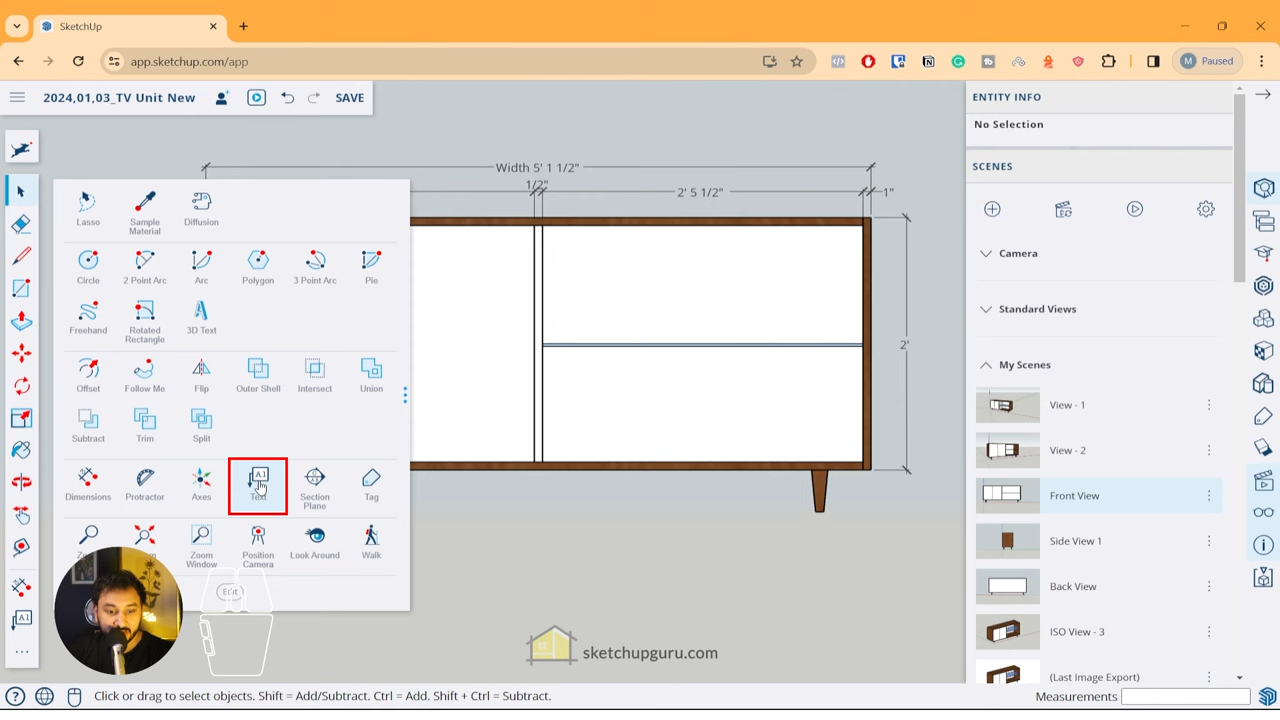 SketchUp
app.sketchup.com/app
M Paused
2024,01,03_TV Unit New
SAVE
ENTITY INFO
No Selection
SCENES
Camera
Standard Views
My Scenes
View - 1
View - 2
Front View
Side View 1
Back View
ISO View - 3
(Last Image Export)
Width 5' 1 1/2"
1/2"
2' 5 1/2"
1"
2'
Lasso
Sample Material
Diffusion
Circle
2 Point Arc
Arc
Polygon
3 Point Arc
Pie
Freehand
Rotated Rectangle
3D Text
Offset
Follow Me
Flip
Outer Shell
Intersect
Union
Subtract
Trim
Split
Dimensions
Protractor
Axes
A1
Text
Section Plane
Tag
Zoom Window
Position Camera
Look Around
Walk
Edit
A1
sketchupguru.com
Click or drag to select objects. Shift = Add/Subtract. Ctrl = Add. Shift + Ctrl = Subtract.
Measurements